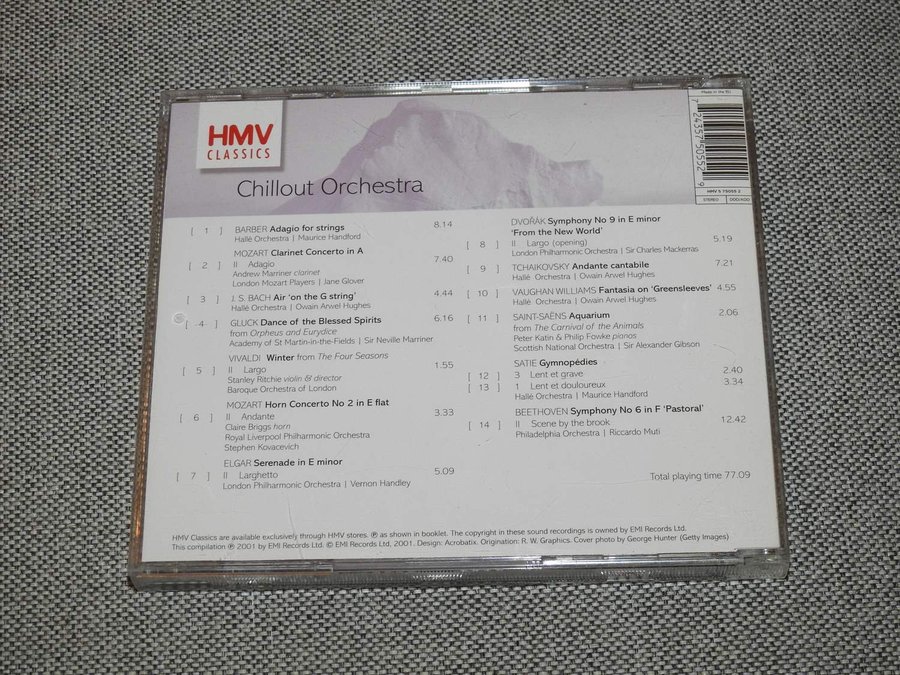 HMV
CLASSICS
Chillout Orchestra
Made in the EU
7 24357 50552 9
HMV 5 75055 2
STEREO
[ 1 ] BARBER Adagio for strings 8.14
Hallé Orchestra | Maurice Handford
MOZART Clarinet Concerto in A
[ 2 ] II Adagio 7.40
Andrew Marriner clarinet
London Mozart Players | Jane Glover
[ 3 ] J. S. BACH Air 'on the G string' 4.44
Hallé Orchestra | Owain Arwel Hughes
[ 4 ] GLUCK Dance of the Blessed Spirits 6.16
from Orpheus and Eurydice
Academy of St Martin-in-the-Fields | Sir Neville Marriner
VIVALDI Winter from The Four Seasons
[ 5 ] II Largo 1.55
Stanley Ritchie violin & director
Baroque Orchestra of London
MOZART Horn Concerto No 2 in E flat
[ 6 ] II Andante 3.33
Claire Briggs horn
Royal Liverpool Philharmonic Orchestra
Stephen Kovacevich
ELGAR Serenade in E minor
[ 7 ] II Larghetto 5.09
London Philharmonic Orchestra | Vernon Handley
DVOŘÁK Symphony No 9 in E minor
'From the New World'
[ 8 ] II Largo (opening) 5.19
London Philharmonic Orchestra | Sir Charles Mackerras
[ 9 ] TCHAIKOVSKY Andante cantabile 7.21
Hallé Orchestra | Owain Arwel Hughes
[ 10 ] VAUGHAN WILLIAMS Fantasia on 'Greensleeves' 4.55
Hallé Orchestra | Owain Arwel Hughes
[ 11 ] SAINT-SAËNS Aquarium 2.06
from The Carnival of the Animals
Peter Katin & Philip Fowke pianos
Scottish National Orchestra | Sir Alexander Gibson
SATIE Gymnopédies
[ 12 ] 3 Lent et grave 2.40
[ 13 ] 1 Lent et douloureux 3.34
Hallé Orchestra | Maurice Handford
BEETHOVEN Symphony No 6 in F 'Pastoral'
[ 14 ] II Scene by the brook 12.42
Philadelphia Orchestra | Riccardo Muti
Total playing time 77.09
HMV Classics are available exclusively through HMV stores. ℗ as shown in booklet. The copyright in these sound recordings is owned by EMI Records Ltd.
This compilation ℗ 2001 by EMI Records Ltd. © EMI Records Ltd, 2001. Design: Acrobatix. Origination: R. W. Graphics. Cover photo by George Hunter (Getty Images)